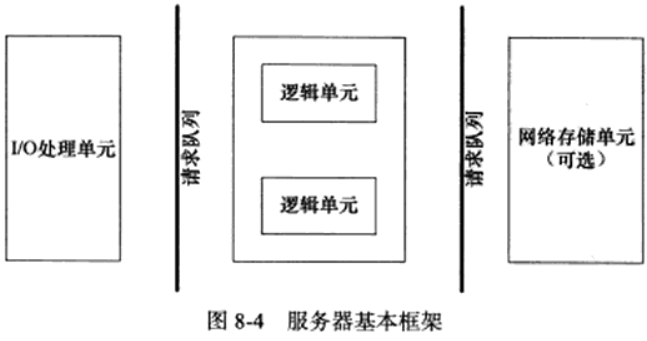 I/O处理单元
请求队列
逻辑单元
逻辑单元
请求队列
网络存储单元
(可选)
图 8-4 服务器基本框架